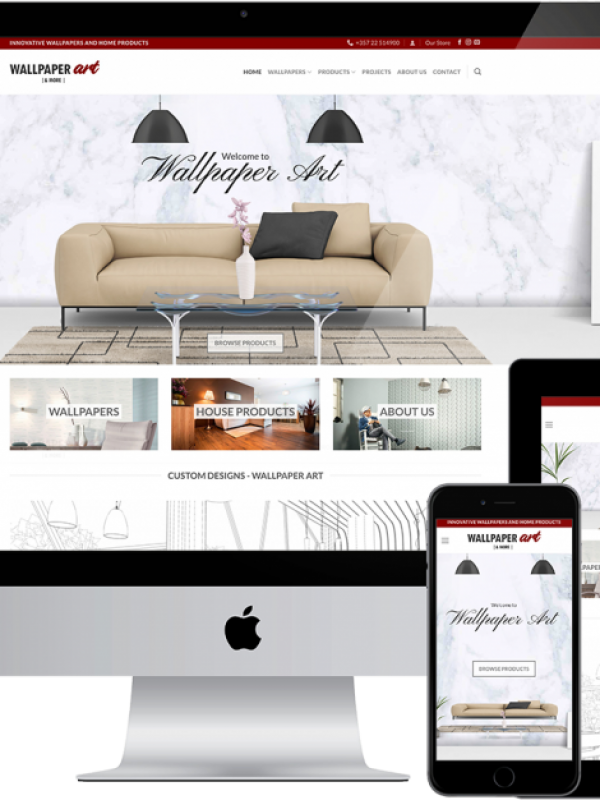 INNOVATIVE WALLPAPERS AND HOME PRODUCTS
+357 22 514900 Our Store
WALLPAPER art
| & MORE |
HOME WALLPAPERS PRODUCTS PROJECTS ABOUT US CONTACT
Welcome to
Wallpaper Art
BROWSE PRODUCTS
WALLPAPERS HOUSE PRODUCTS ABOUT US
CUSTOM DESIGNS - WALLPAPER ART
INNOVATIVE WALLPAPERS AND HOME PRODUCTS
WALLPAPER art
| & MORE |
Welcome to
Wallpaper Art
BROWSE PRODUCTS